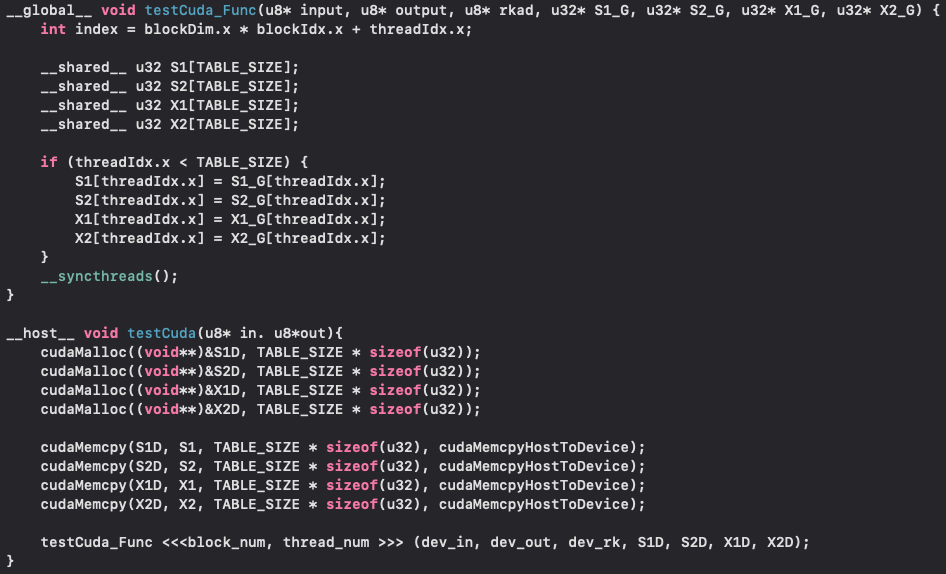 __global__ void testCuda_Func(u8* input, u8* output, u8* rkad, u32* S1_G, u32* S2_G, u32* X1_G, u32* X2_G) {
    int index = blockDim.x * blockIdx.x + threadIdx.x;

    __shared__ u32 S1[TABLE_SIZE];
    __shared__ u32 S2[TABLE_SIZE];
    __shared__ u32 X1[TABLE_SIZE];
    __shared__ u32 X2[TABLE_SIZE];

    if (threadIdx.x < TABLE_SIZE) {
        S1[threadIdx.x] = S1_G[threadIdx.x];
        S2[threadIdx.x] = S2_G[threadIdx.x];
        X1[threadIdx.x] = X1_G[threadIdx.x];
        X2[threadIdx.x] = X2_G[threadIdx.x];
    }
    __syncthreads();
}

__host__ void testCuda(u8* in. u8*out){
    cudaMalloc((void**)&S1D, TABLE_SIZE * sizeof(u32));
    cudaMalloc((void**)&S2D, TABLE_SIZE * sizeof(u32));
    cudaMalloc((void**)&X1D, TABLE_SIZE * sizeof(u32));
    cudaMalloc((void**)&X2D, TABLE_SIZE * sizeof(u32));

    cudaMemcpy(S1D, S1, TABLE_SIZE * sizeof(u32), cudaMemcpyHostToDevice);
    cudaMemcpy(S2D, S2, TABLE_SIZE * sizeof(u32), cudaMemcpyHostToDevice);
    cudaMemcpy(X1D, X1, TABLE_SIZE * sizeof(u32), cudaMemcpyHostToDevice);
    cudaMemcpy(X2D, X2, TABLE_SIZE * sizeof(u32), cudaMemcpyHostToDevice);

    testCuda_Func <<<block_num, thread_num >>> (dev_in, dev_out, dev_rk, S1D, S2D, X1D, X2D);
}